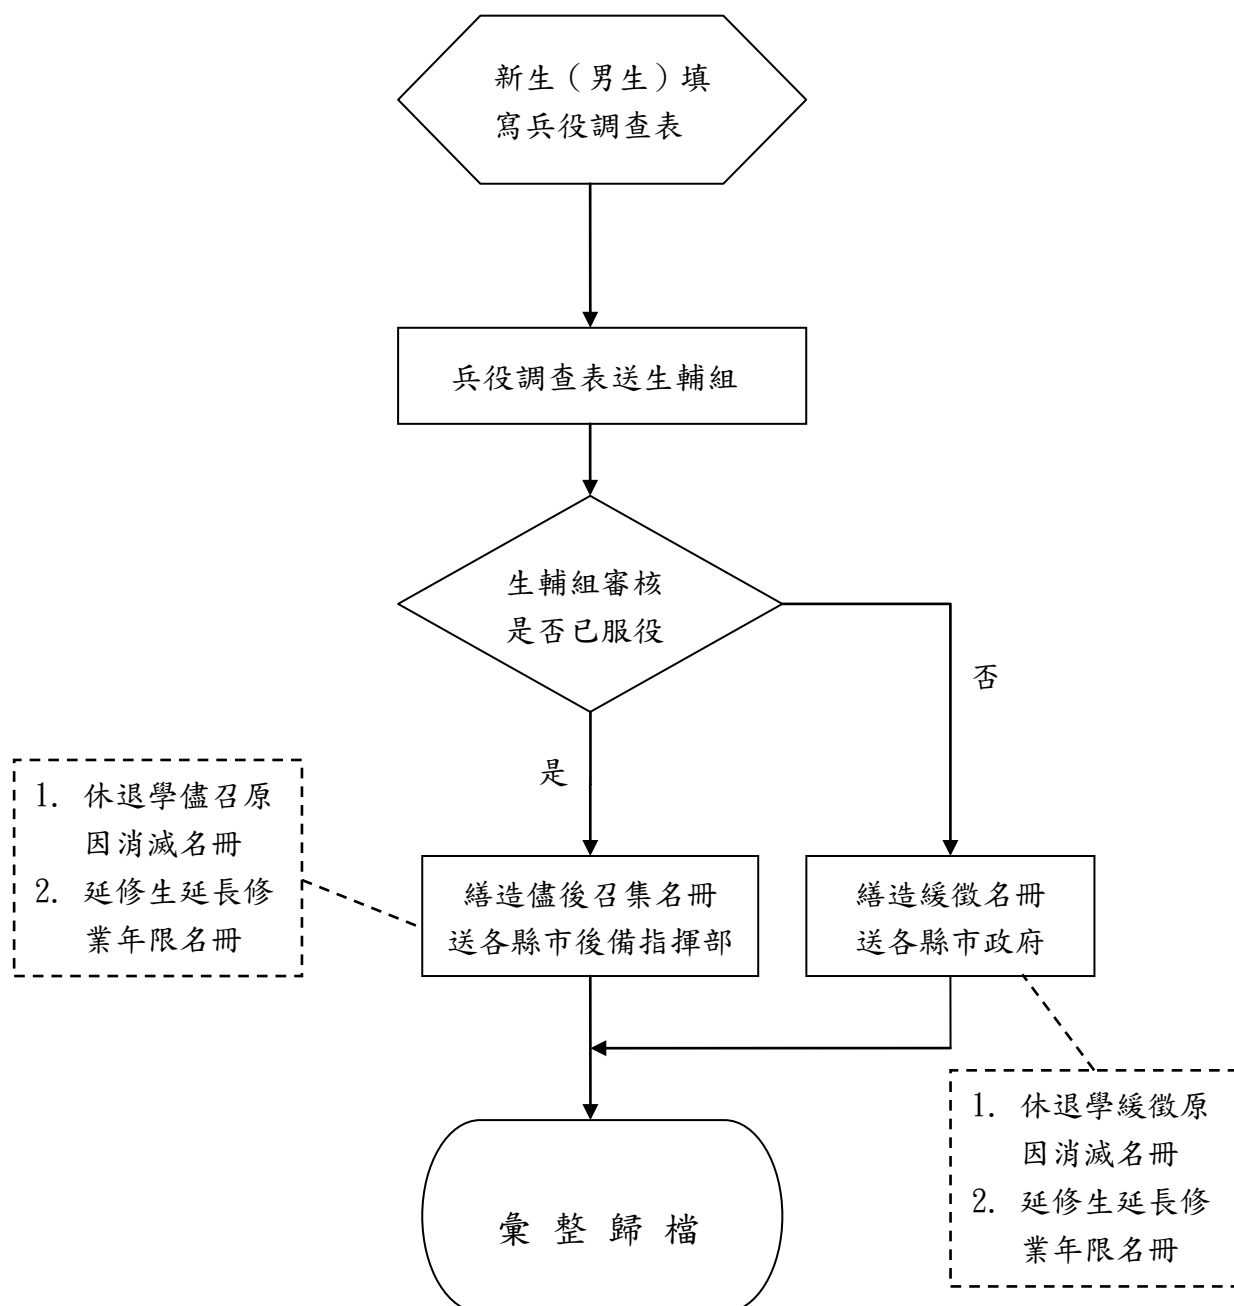 新生（男生）填
寫兵役調查表
兵役調查表送生輔組
生輔組審核
是否已服役
否
是
1. 休退學儘召原
因消滅名冊
2. 延修生延長修
業年限名冊
繕造儘後召集名冊
送各縣市後備指揮部
繕造緩徵名冊
送各縣市政府
1. 休退學緩徵原
因消滅名冊
2. 延修生延長修
業年限名冊
彙整歸檔